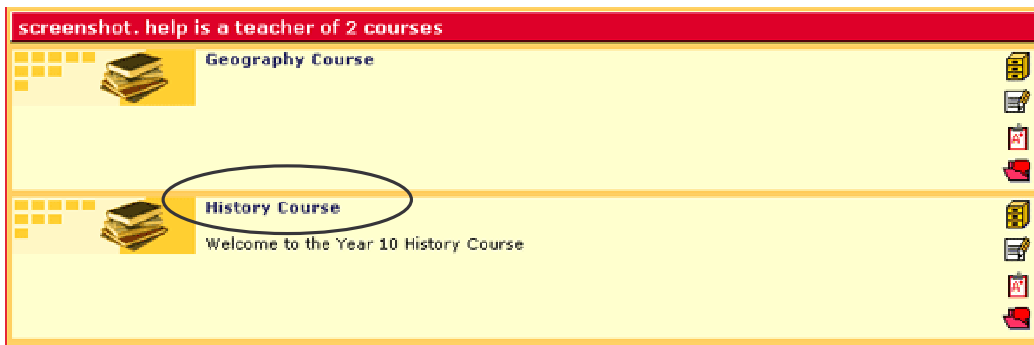 screenshot. help is a teacher of 2 courses
Geography Course
History Course
Welcome to the Year 10 History Course